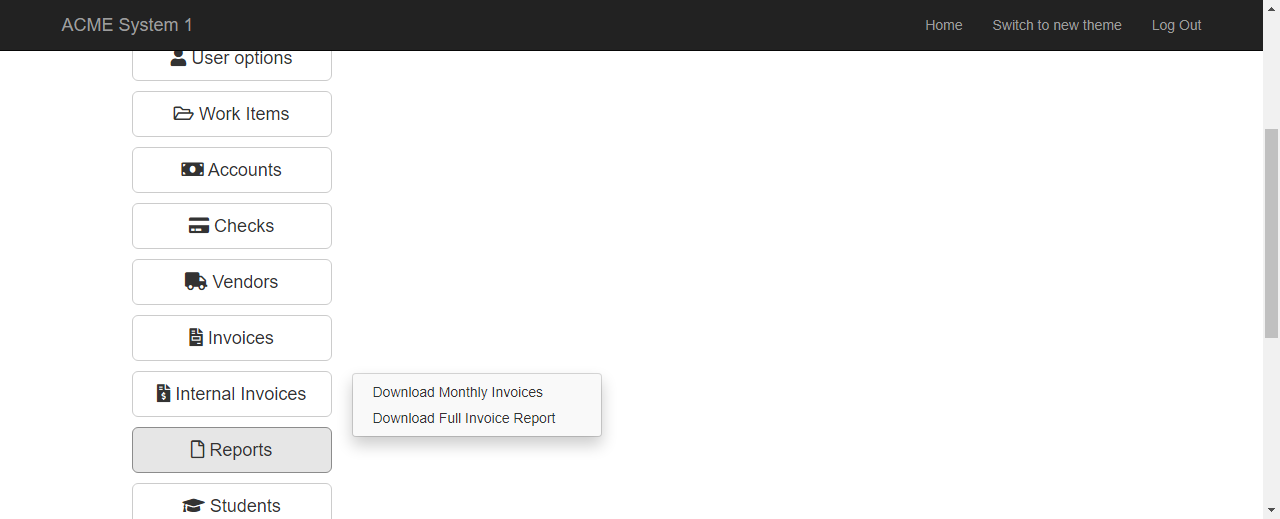 ACME System 1
Home
Switch to new theme
Log Out
User options
Work Items
Accounts
Checks
Vendors
Invoices
Internal Invoices
Download Monthly Invoices
Download Full Invoice Report
Reports
Students